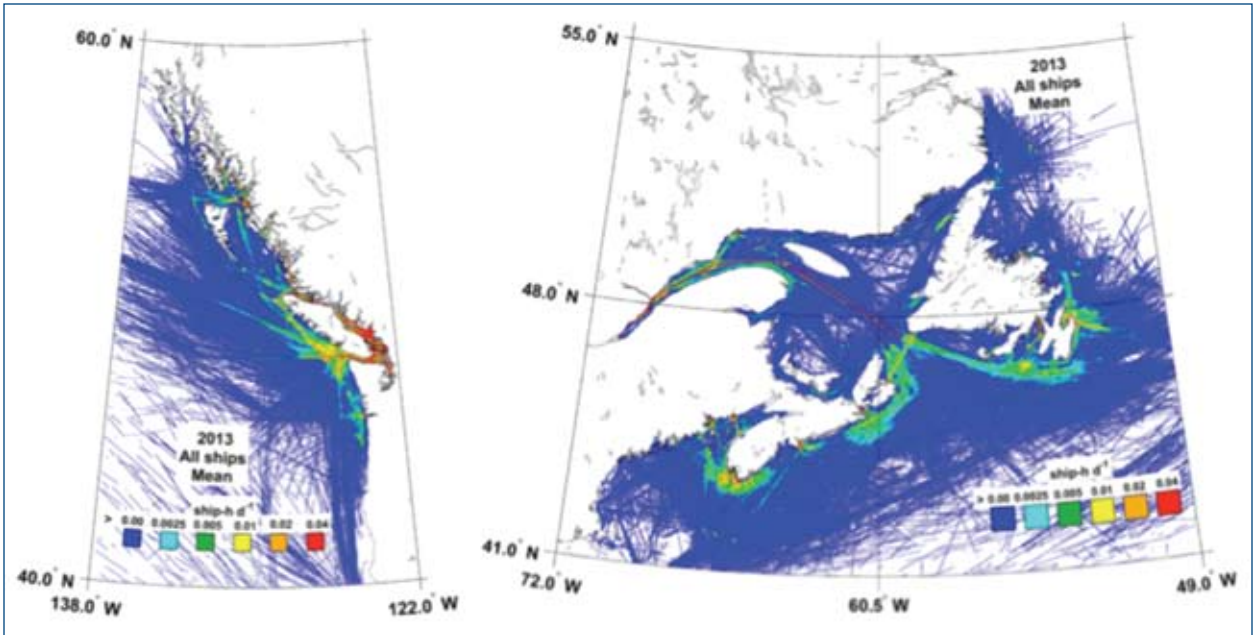 60.0° N
2013
All ships
Mean
ship-h d⁻¹
> 0.00 0.0025 0.005 0.01 0.02 0.04
40.0° N
138.0° W
122.0° W
55.0° N
2013
All ships
Mean
48.0° N
ship-h d⁻¹
> 0.00 0.0025 0.005 0.01 0.02 0.04
41.0° N
72.0° W
60.5° W
49.0° W